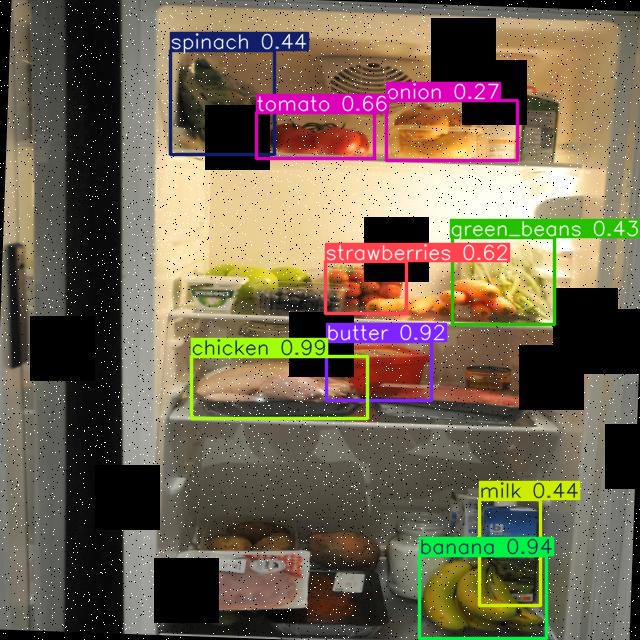 spinach 0.44
tomato 0.66
onion 0.27
green_beans 0.43
strawberries 0.62
butter 0.92
chicken 0.99
milk 0.44
banana 0.94